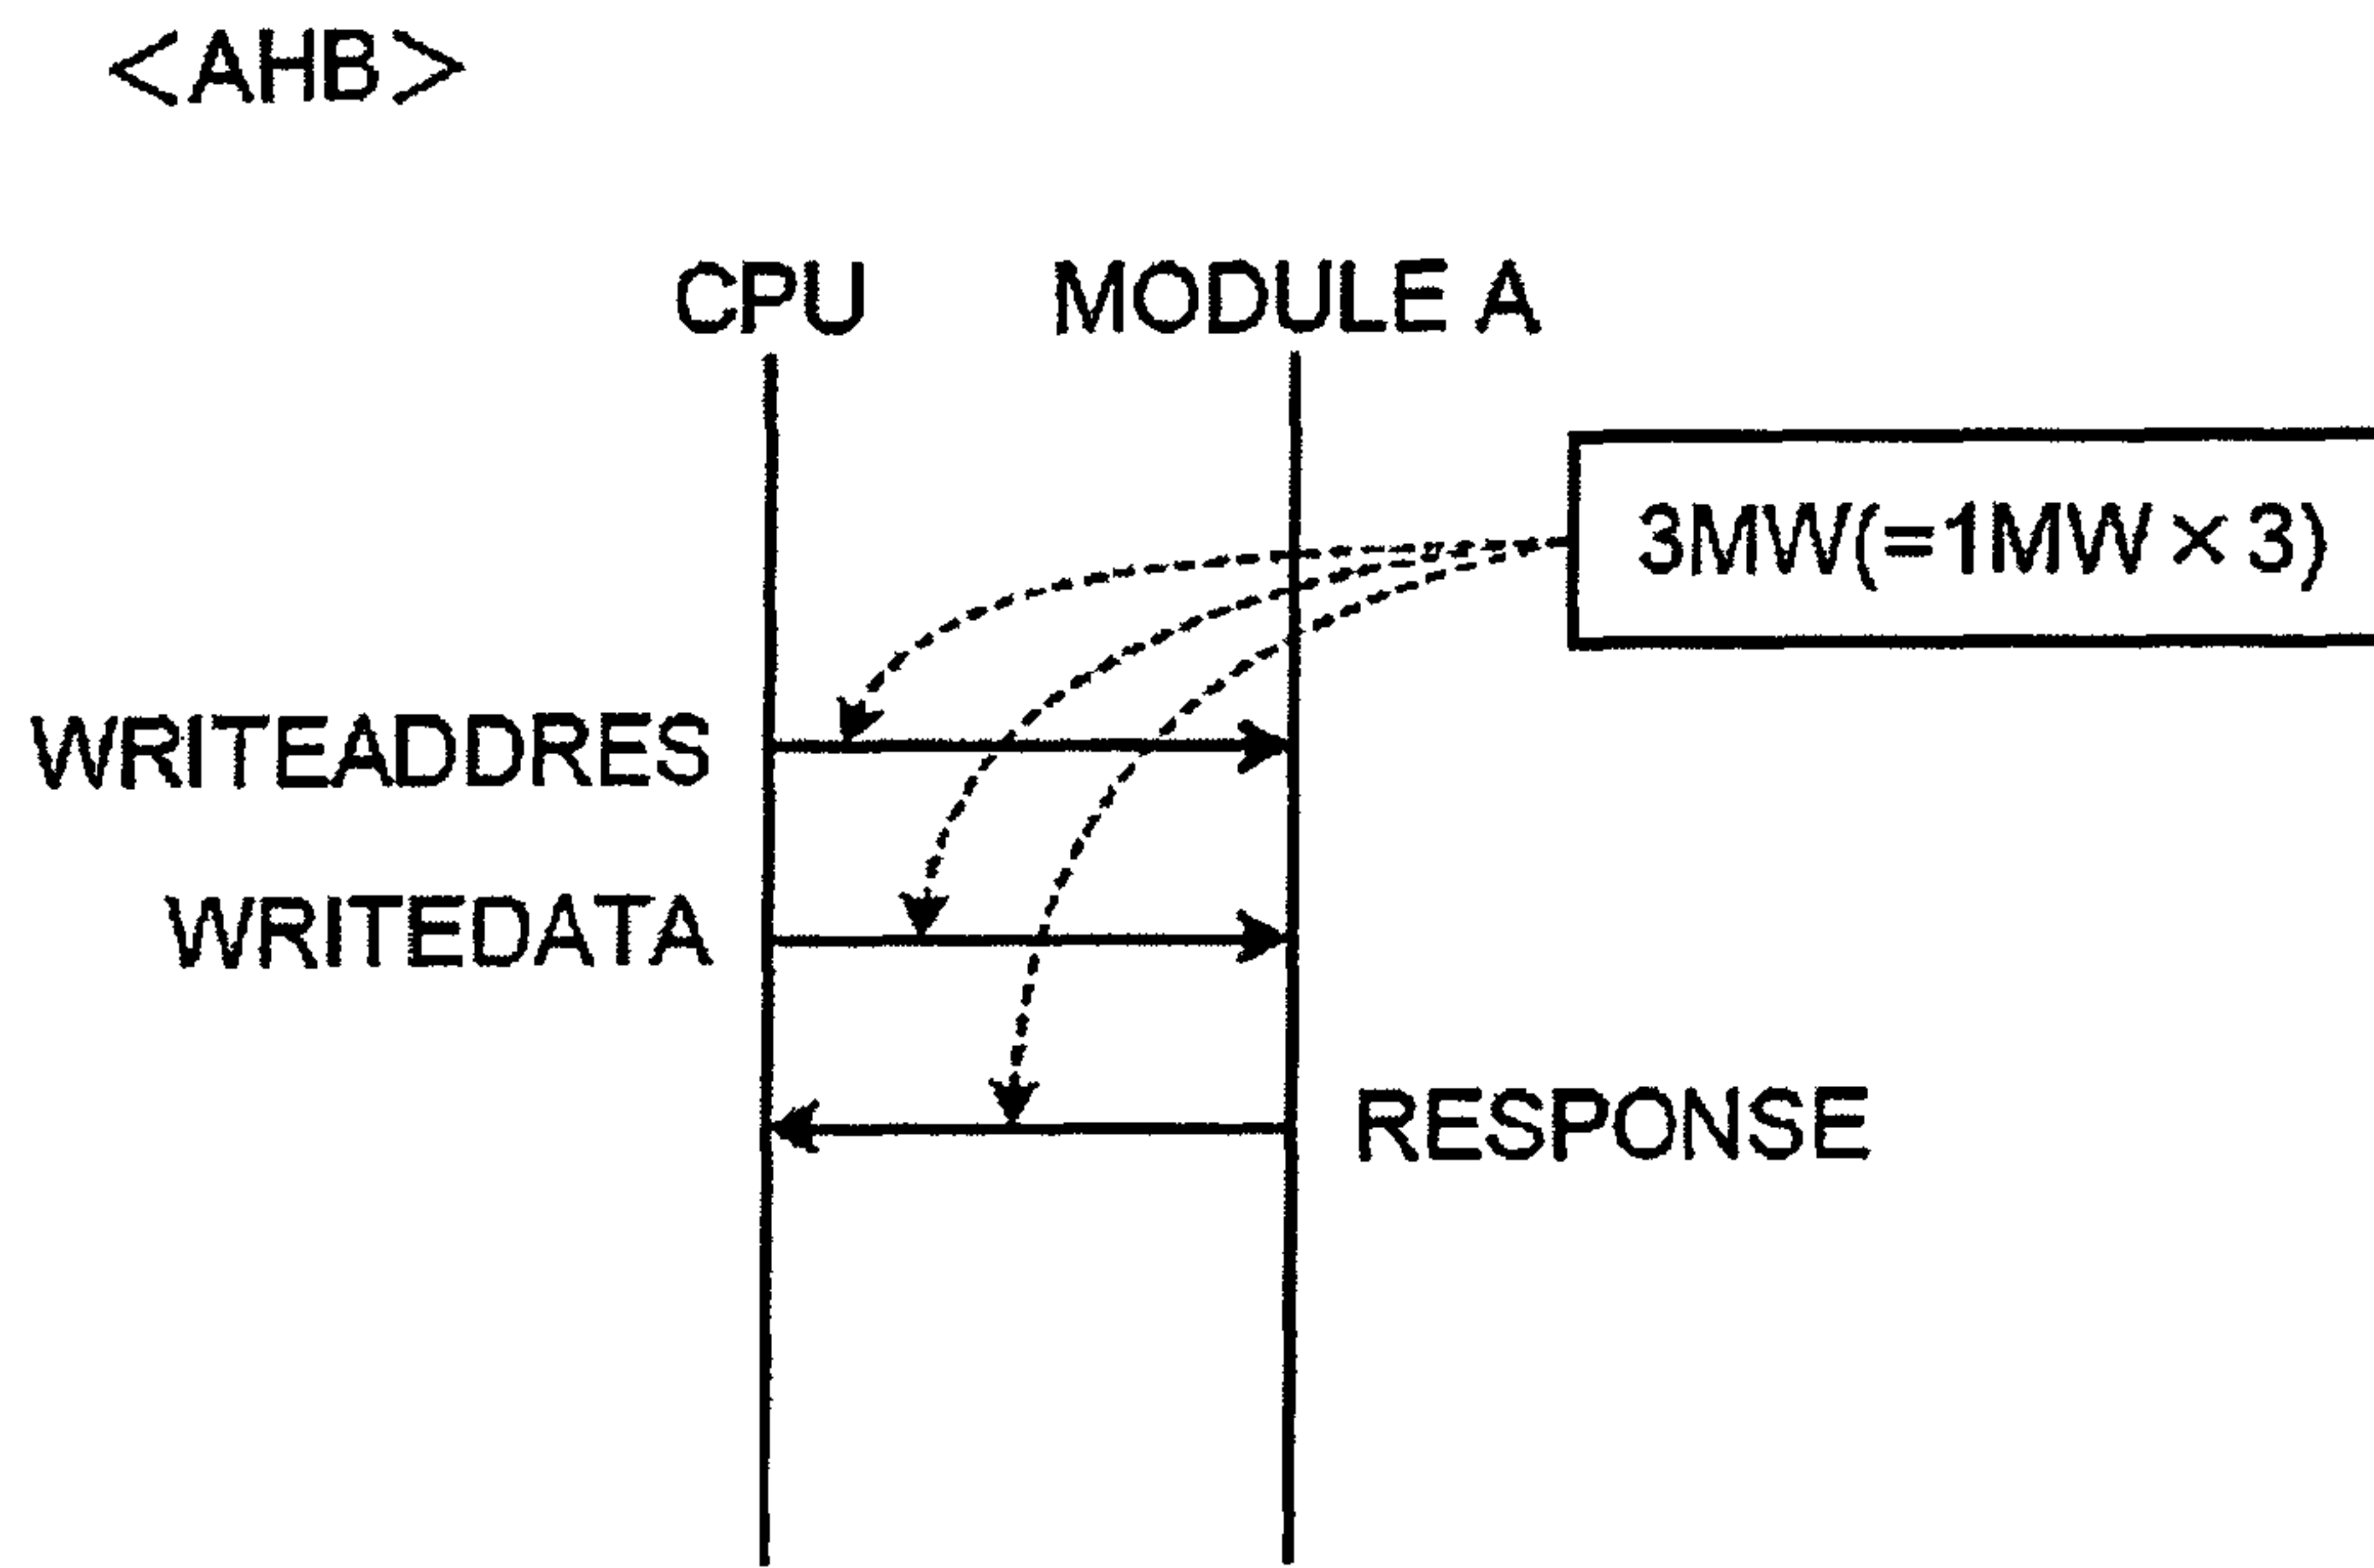 <AHB>
CPU MODULE A
3MW(=1MW×3)
WRITEADDRES
WRITEDATA
RESPONSE